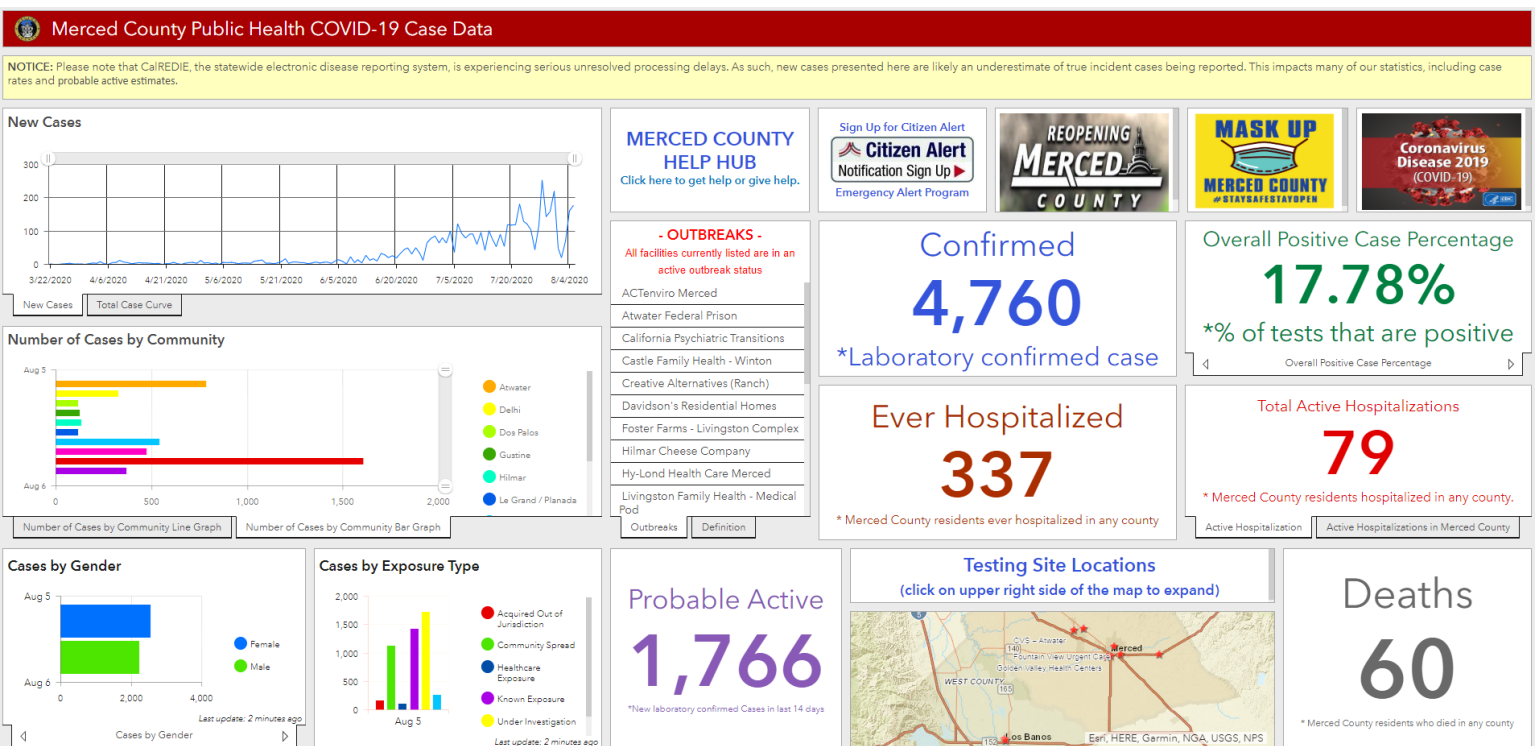 Merced County Public Health COVID-19 Case Data
NOTICE: Please note that CalREDIE, the statewide electronic disease reporting system, is experiencing serious unresolved processing delays. As such, new cases presented here are likely an underestimate of true incident cases being reported. This impacts many of our statistics, including case
rates and probable active estimates.
New Cases
300
200
100
0
3/22/2020 4/6/2020 4/21/2020 5/6/2020 5/21/2020 6/5/2020 6/20/2020 7/5/2020 7/20/2020 8/4/2020
New Cases Total Case Curve
MERCED COUNTY
HELP HUB
Click here to get help or give help.
Sign Up for Citizen Alert
Citizen Alert
Notification Sign Up
Emergency Alert Program
REOPENING
MERCED
COUNTY
MASK UP
MERCED COUNTY
#STAYSAFESTAYOPEN
Coronavirus
Disease 2019
(COVID-19)
CDC
- OUTBREAKS -
All facilities currently listed are in an
active outbreak status
ACTenviro Merced
Atwater Federal Prison
California Psychiatric Transitions
Castle Family Health - Winton
Creative Alternatives (Ranch)
Davidson's Residential Homes
Foster Farms - Livingston Complex
Hilmar Cheese Company
Hy-Lond Health Care Merced
Livingston Family Health - Medical
Pod
Outbreaks Definition
Confirmed
4,760
*Laboratory confirmed case
Overall Positive Case Percentage
17.78%
*% of tests that are positive
Overall Positive Case Percentage
Number of Cases by Community
Aug 5
Aug 6
0 500 1,000 1,500 2,000
Atwater
Delhi
Dos Palos
Gustine
Hilmar
Le Grand / Planada
Number of Cases by Community Line Graph Number of Cases by Community Bar Graph
Ever Hospitalized
337
* Merced County residents ever hospitalized in any county
Total Active Hospitalizations
79
* Merced County residents hospitalized in any county.
Active Hospitalization Active Hospitalizations in Merced County
Cases by Gender
Aug 5
Aug 6
0 2,000 4,000
Female
Male
Last update: 2 minutes ago
Cases by Gender
Cases by Exposure Type
2,000
1,500
1,000
500
0
Aug 5
Acquired Out of
Jurisdiction
Community Spread
Healthcare
Exposure
Known Exposure
Under Investigation
Last update: 2 minutes ago
Probable Active
1,766
*New laboratory confirmed Cases in last 14 days
Testing Site Locations
(click on upper right side of the map to expand)
5
CVS - Atwater
140
Merced
Fountain View Urgent Care
Golden Valley Health Centers
WEST COUNTY
165
152
Los Banos
Esri, HERE, Garmin, NGA, USGS, NPS
Deaths
60
* Merced County residents who died in any county